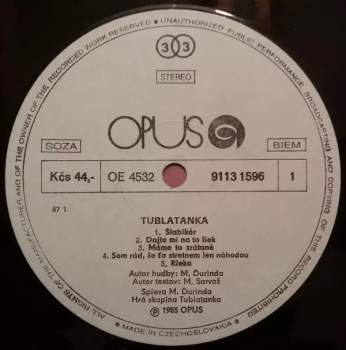 ALL RIGHTS OF THE MANUFACTURER AND OF THE OWNER OF THE RECORDED WORK RESERVED • UNAUTHORIZED PUBLIC PERFORMANCE BROADCASTING AND COPYING OF THIS RECORD PROHIBITED
33
STEREO
OPUS
SOZA
BIEM
Kčs 44,-
OE 4532
9113 1596
1
87 1
TUBLATANKA
1. Šlabikár
2. Dajte mi na to liek
3. Máme to zrátané
4. Som rád, že ťa stretnem len náhodou
5. Rieka
Autor hudby: M. Durinda
Autor textov: M. Sarvaš
Spieva M. Durinda
Hrá skupina Tublatanka
Ⓟ 1985 OPUS
• MADE IN CZECHOSLOVAKIA •